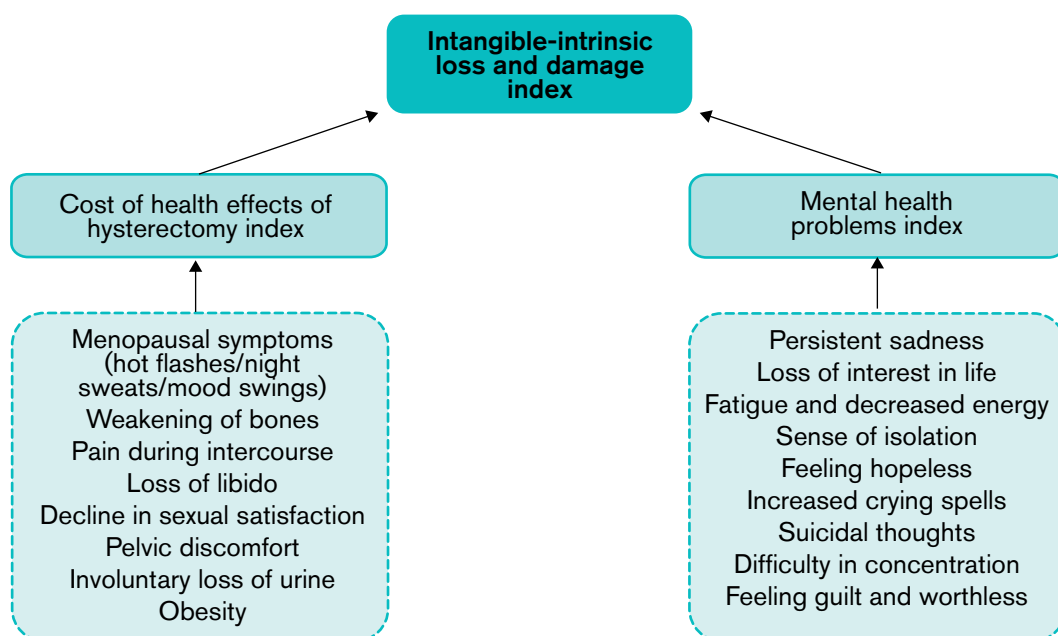 Intangible-intrinsic
loss and damage
index
Cost of health effects of
hysterectomy index
Mental health
problems index
Menopausal symptoms
(hot flashes/night
sweats/mood swings)
Weakening of bones
Pain during intercourse
Loss of libido
Decline in sexual satisfaction
Pelvic discomfort
Involuntary loss of urine
Obesity
Persistent sadness
Loss of interest in life
Fatigue and decreased energy
Sense of isolation
Feeling hopeless
Increased crying spells
Suicidal thoughts
Difficulty in concentration
Feeling guilt and worthless